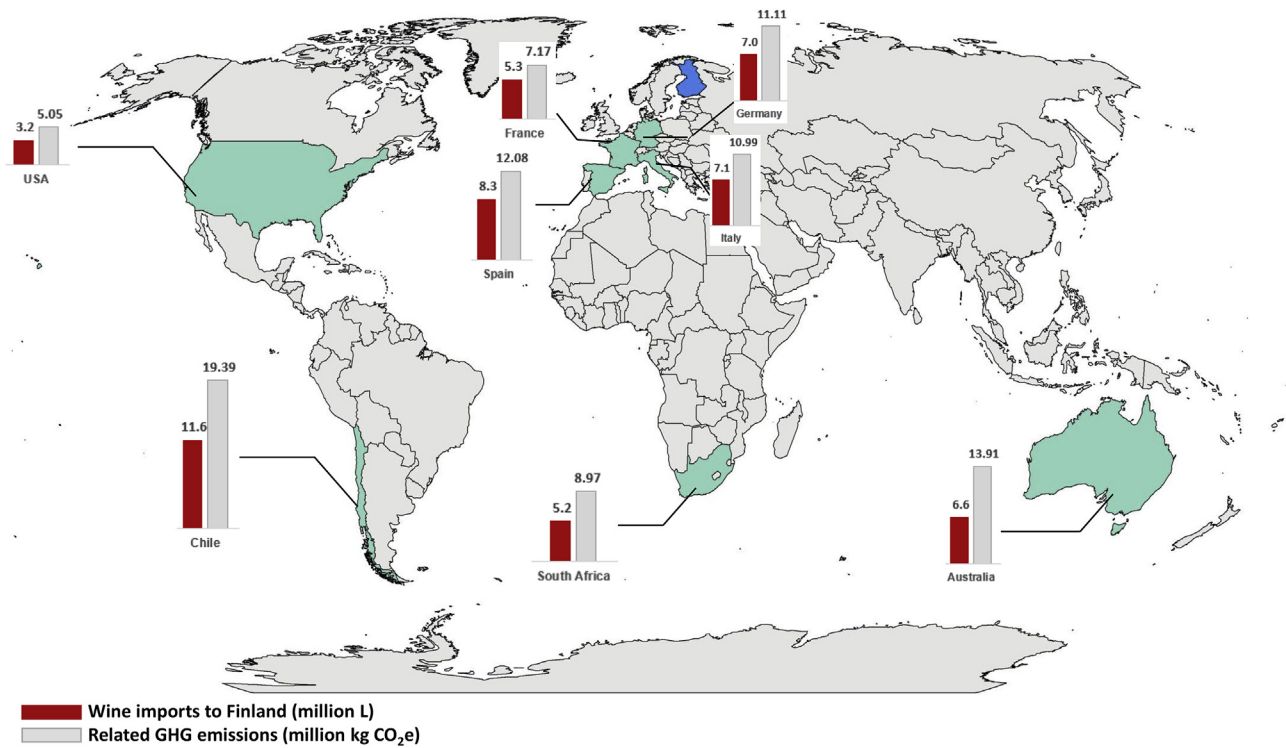 11.11
7.0
Germany
7.17
5.3
France
5.05
3.2
USA
10.99
7.1
Italy
12.08
8.3
Spain
19.39
11.6
Chile
8.97
5.2
South Africa
13.91
6.6
Australia
Wine imports to Finland (million L)
Related GHG emissions (million kg CO₂e)